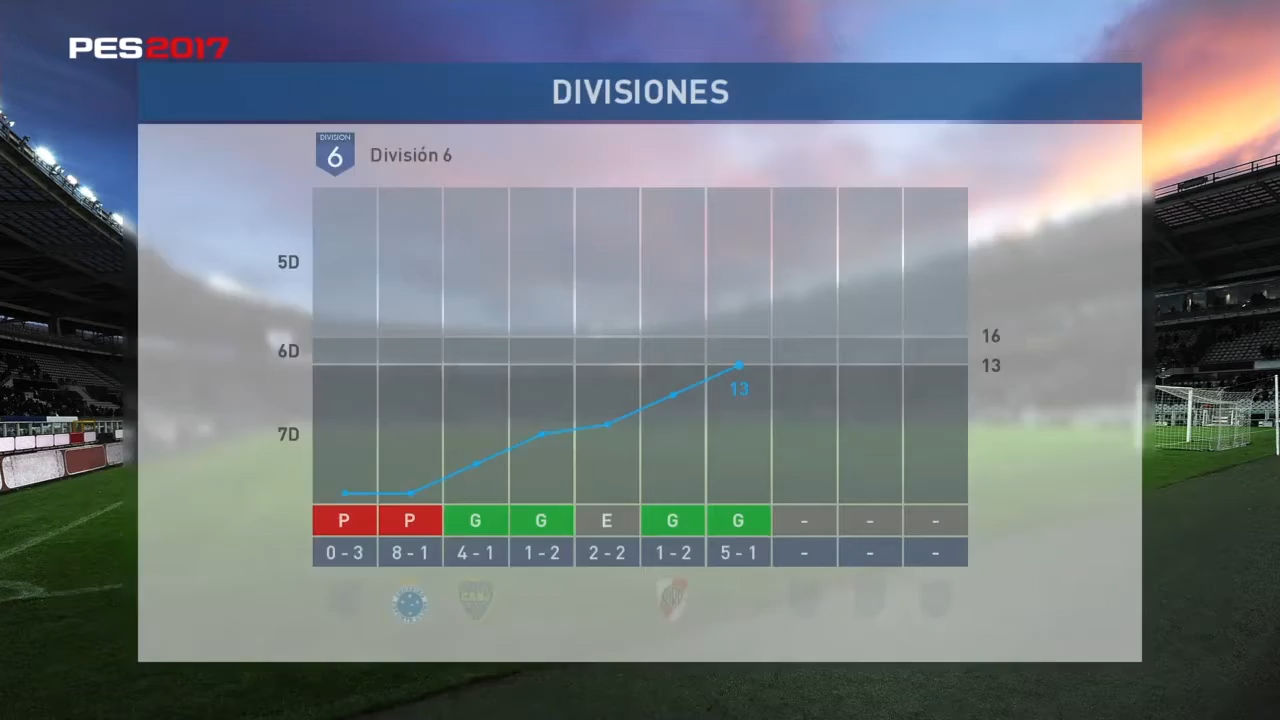 PES2017
DIVISIONES
DIVISION
6
División 6
5D
16
6D
13
13
7D
P P G G E G G - - -
0 - 3 8 - 1 4 - 1 1 - 2 2 - 2 1 - 2 5 - 1 - - -
CABJ